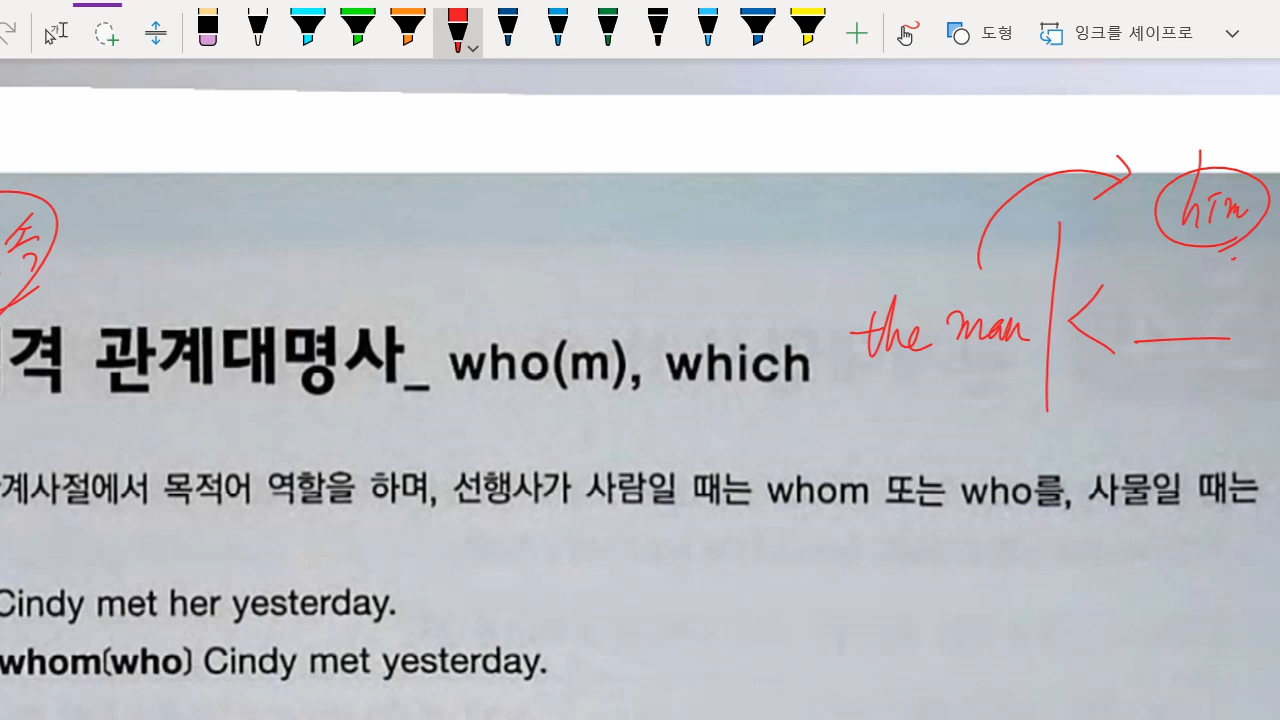 도형 잉크를 셰이프로
him
the man
격 관계대명사_ who(m), which
계사절에서 목적어 역할을 하며, 선행사가 사람일 때는 whom 또는 who를, 사물일 때는
Cindy met her yesterday.
whom(who) Cindy met yesterday.